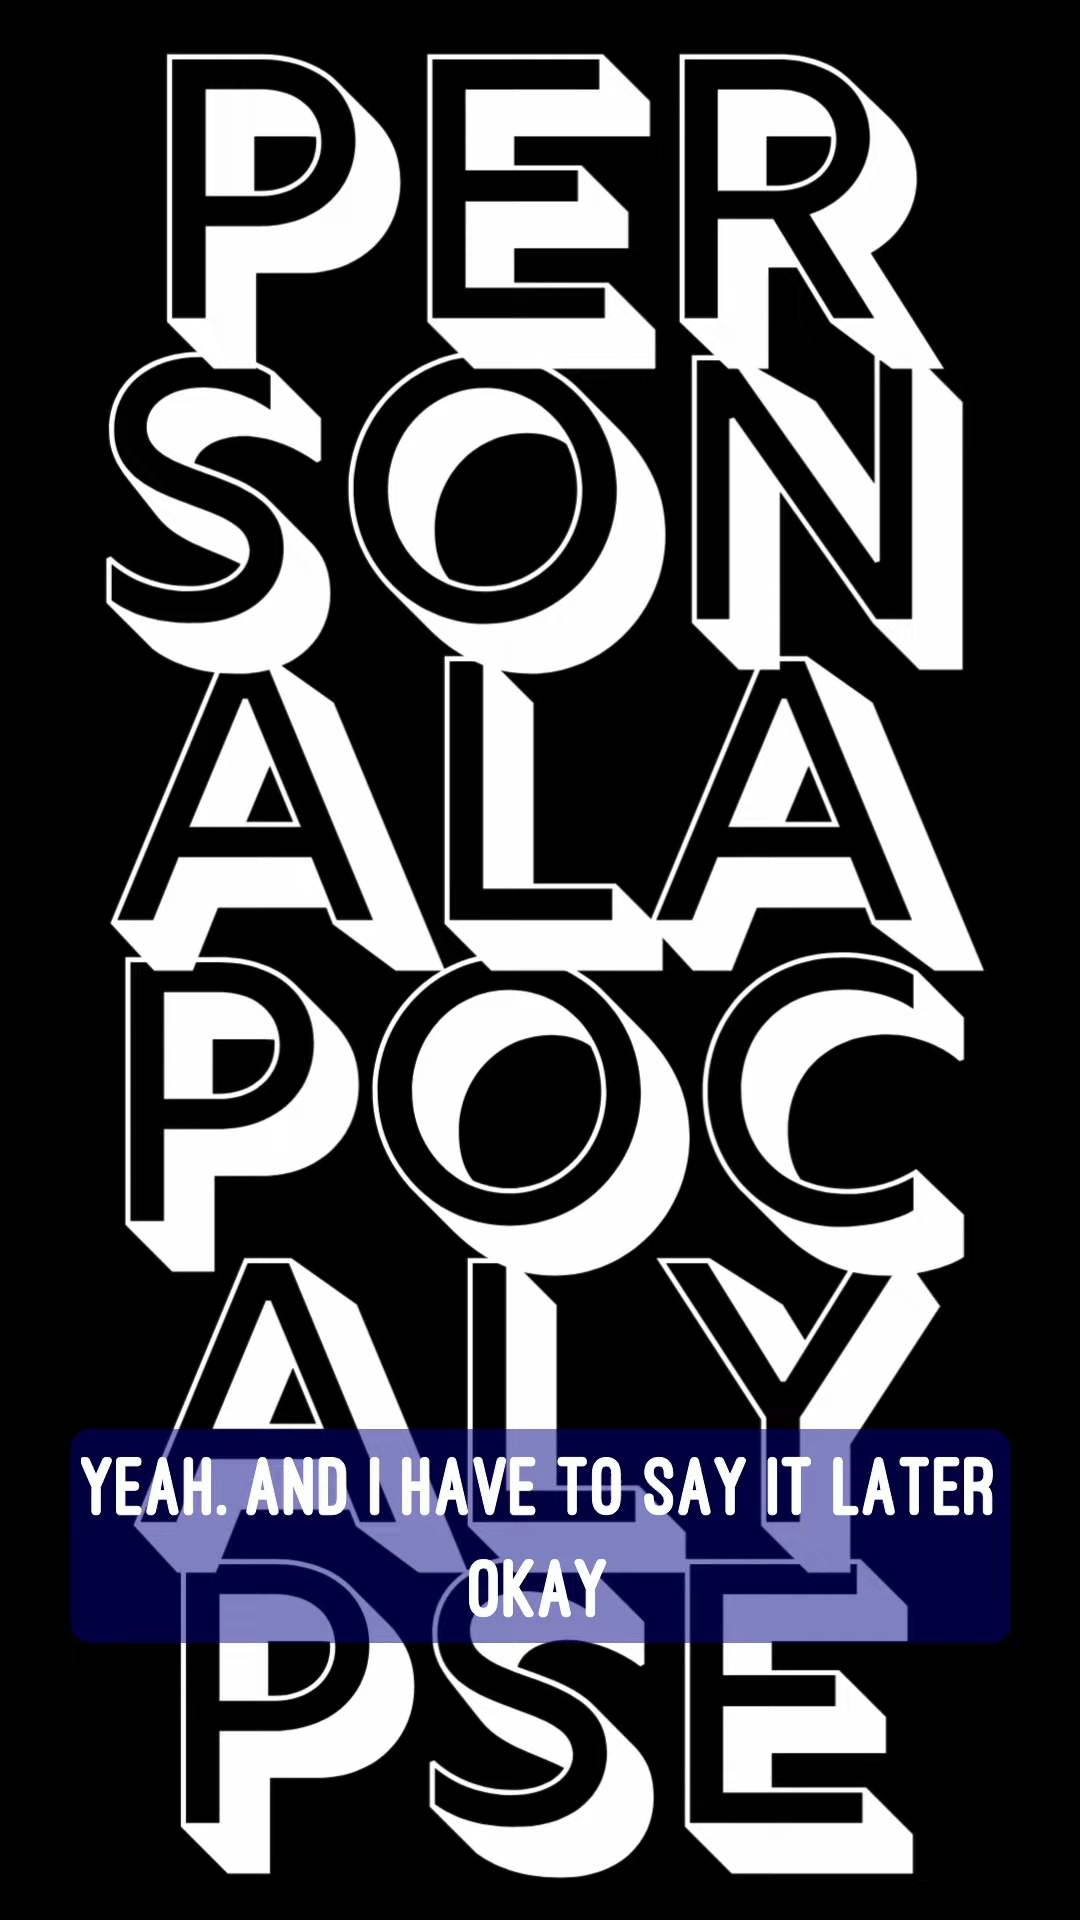 PER
SON
ALA
POC
ALY
PSE
YEAH. AND I HAVE TO SAY IT LATER
OKAY